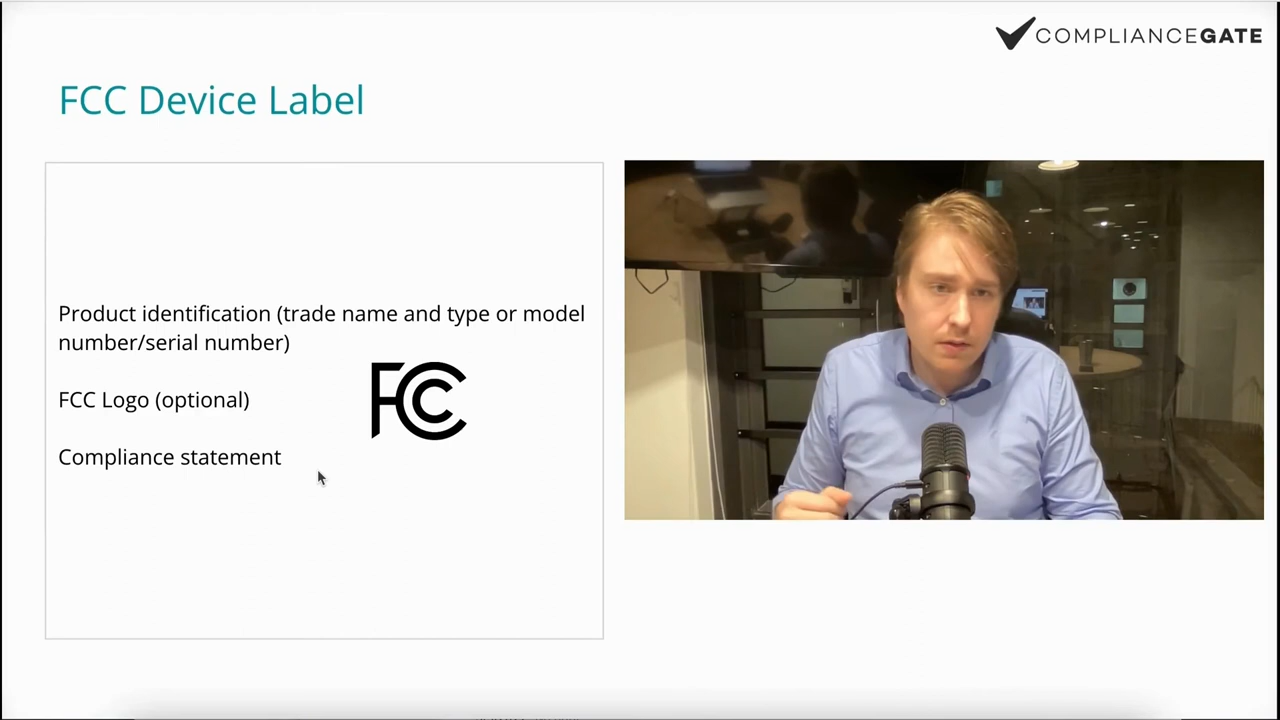 COMPLIANCEGATE
FCC Device Label
Product identification (trade name and type or model
number/serial number)
FCC Logo (optional)
FCC
Compliance statement